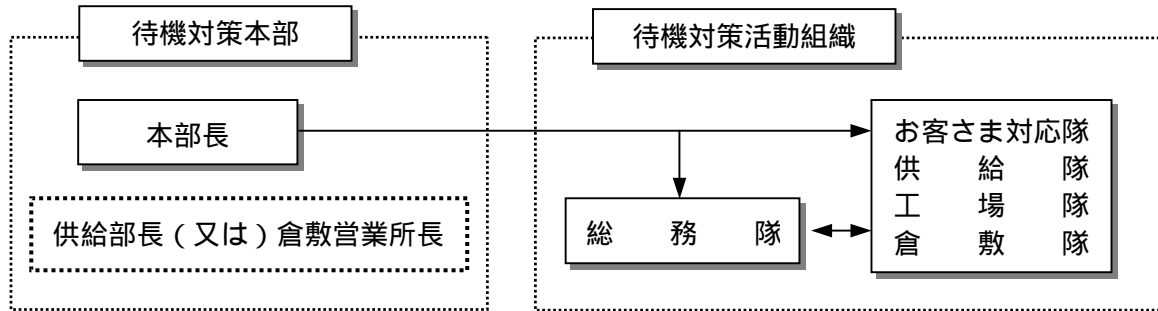 待機対策本部
待機対策活動組織
本部長
供給部長(又は)倉敷営業所長
総務隊
お客さま対応隊
供給隊
工場隊
倉敷隊